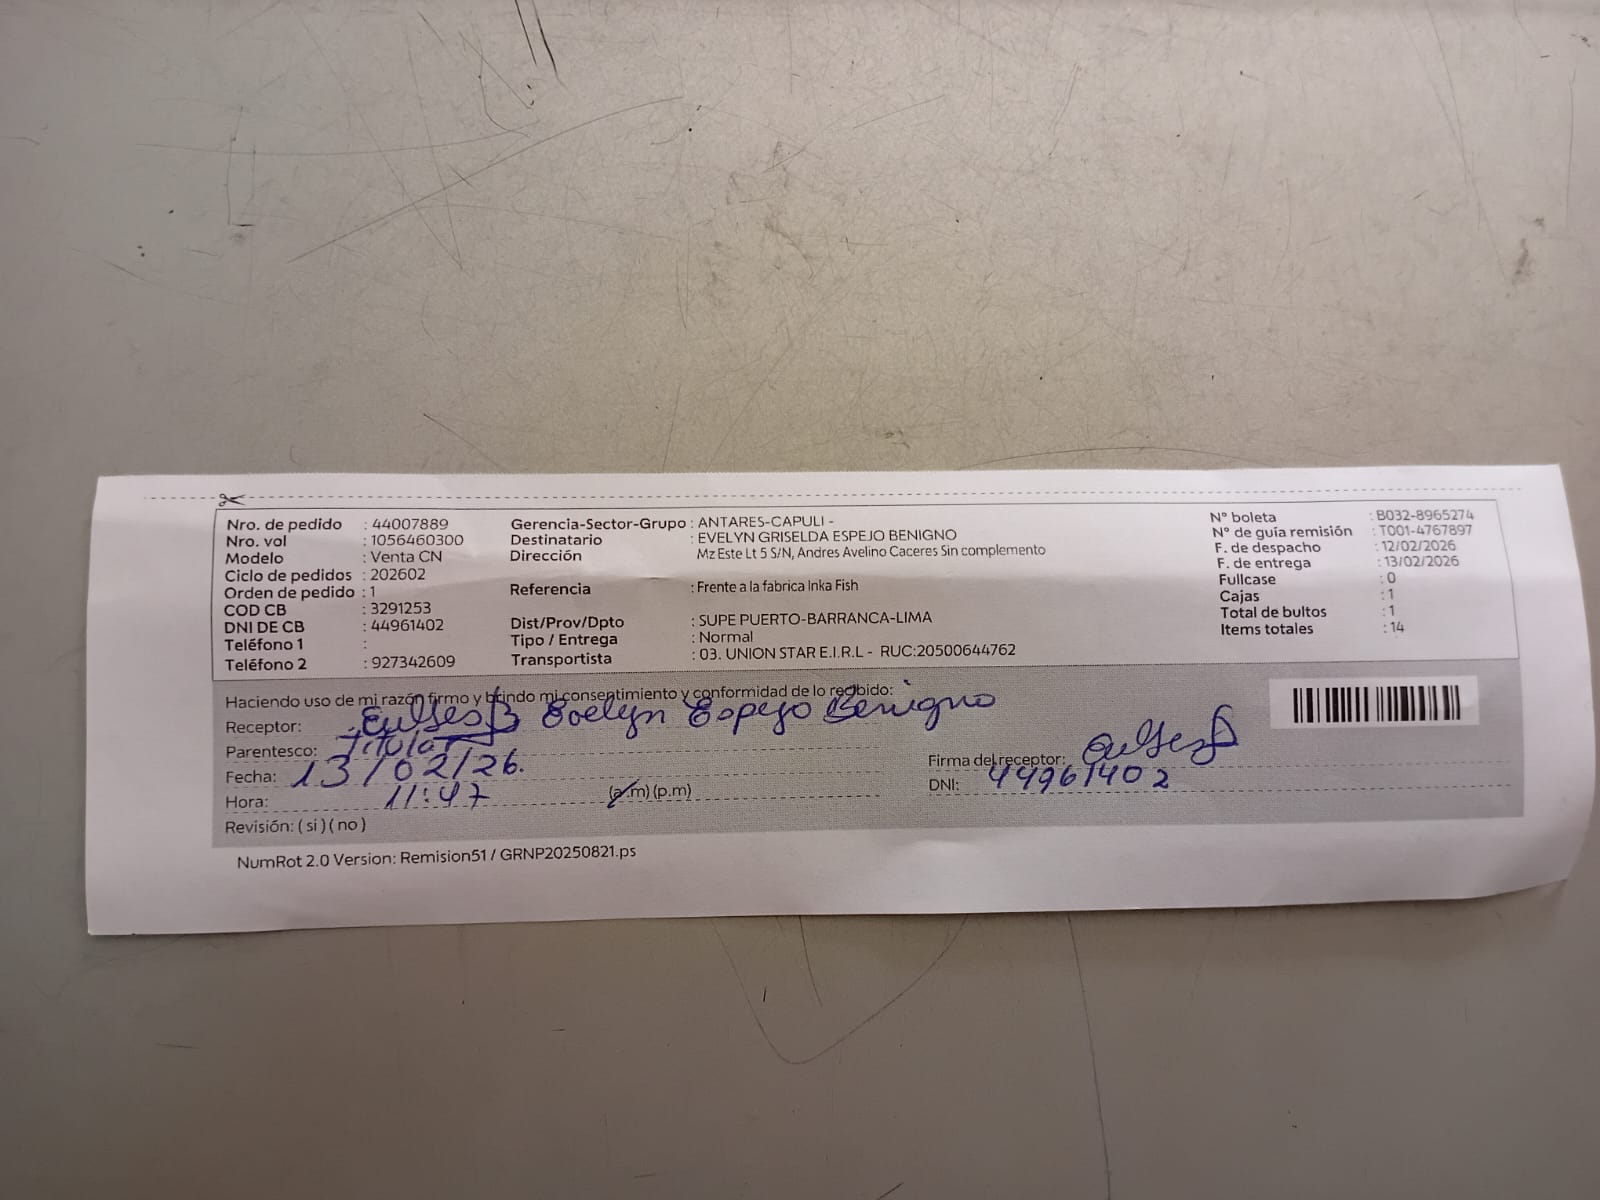 Nro. de pedido : 44007889 Gerencia-Sector-Grupo : ANTARES-CAPULI - N° boleta : B032-8965274
Nro. vol : 1056460300 Destinatario : EVELYN GRISELDA ESPEJO BENIGNO N° de guía remisión : T001-4767897
Modelo : Venta CN Dirección Mz Este Lt 5 S/N, Andres Avelino Caceres Sin complemento F. de despacho : 12/02/2026
Ciclo de pedidos : 202602 F. de entrega : 13/02/2026
Orden de pedido : 1 Referencia : Frente a la fabrica Inka Fish Fullcase : 0
COD CB : 3291253 Cajas : 1
DNI DE CB : 44961402 Dist/Prov/Dpto : SUPE PUERTO-BARRANCA-LIMA Total de bultos : 1
Teléfono 1 : Tipo / Entrega : Normal Items totales : 14
Teléfono 2 : 927342609 Transportista : 03. UNION STAR E.I.R.L - RUC:20500644762
Haciendo uso de mi razón firmo y brindo mi consentimiento y conformidad de lo recibido:
Receptor: Evelyn Espejo Benigno
Parentesco: Titular
Firma del receptor:
Fecha: 13/02/26.
DNI: 44961402
Hora: 11:47 (a.m) (p.m)
Revisión: ( si ) ( no )
NumRot 2.0 Version: Remision51 / GRNP20250821.ps